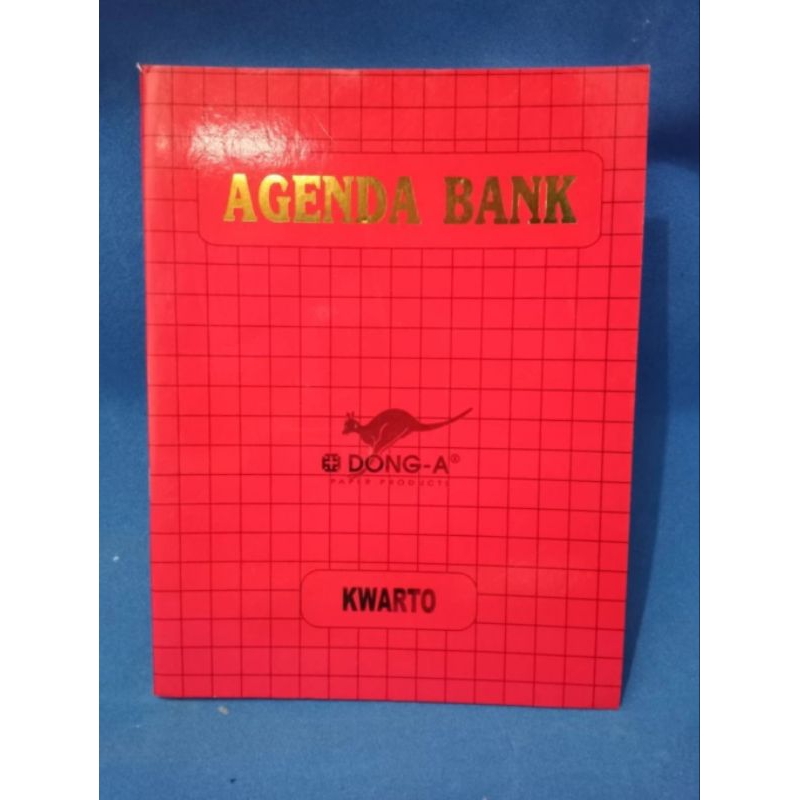 AGENDA BANK
DONG-A®
PAPER PRODUCTS
KWARTO